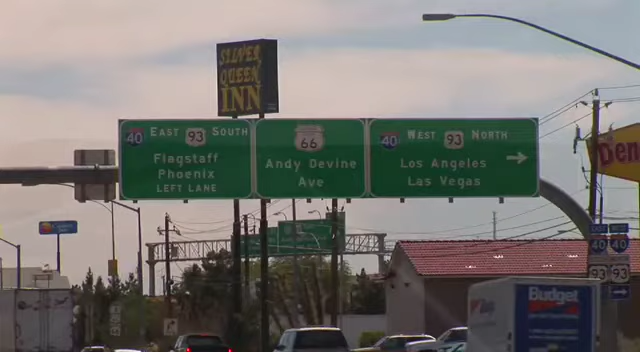 SILVER
QUEEN
INN
40 EAST 93 SOUTH
Flagstaff
Phoenix
LEFT LANE
66
Andy Devine
Ave
40 WEST 93 NORTH
Los Angeles
Las Vegas
Den
40 40
93 93
Budget